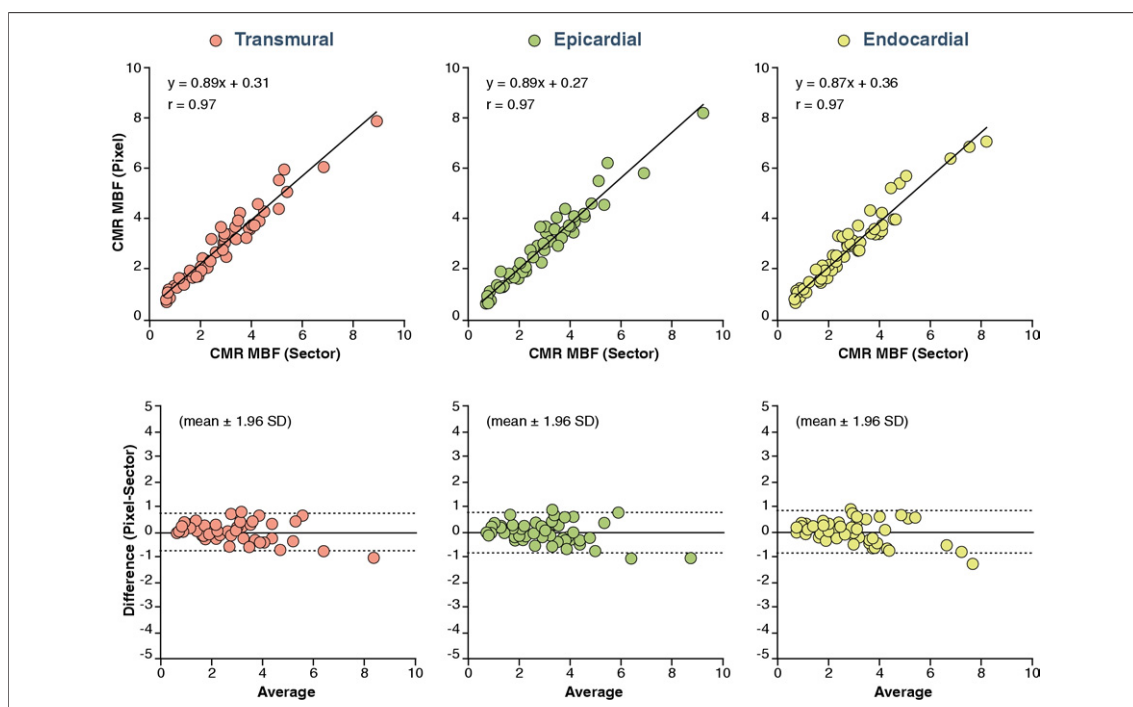 Transmural
Epicardial
Endocardial
10
8
6
4
2
0
y = 0.89x + 0.31
r = 0.97
CMR MBF (Pixel)
0 2 4 6 8 10
CMR MBF (Sector)
10
8
6
4
2
0
y = 0.89x + 0.27
r = 0.97
0 2 4 6 8 10
CMR MBF (Sector)
10
8
6
4
2
0
y = 0.87x + 0.36
r = 0.97
0 2 4 6 8 10
CMR MBF (Sector)
5
4
3
2
1
0
-1
-2
-3
-4
-5
(mean ± 1.96 SD)
Difference (Pixel-Sector)
0 2 4 6 8 10
Average
5
4
3
2
1
0
-1
-2
-3
-4
-5
(mean ± 1.96 SD)
0 2 4 6 8 10
Average
5
4
3
2
1
0
-1
-2
-3
-4
-5
(mean ± 1.96 SD)
0 2 4 6 8 10
Average